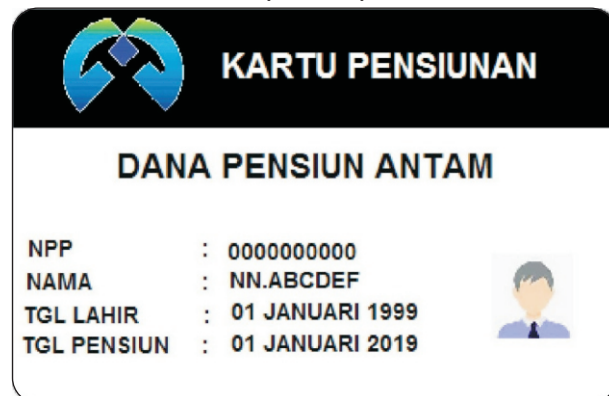 KARTU PENSIUNAN
DANA PENSIUN ANTAM
NPP : 0000000000
NAMA : NN.ABCDEF
TGL LAHIR : 01 JANUARI 1999
TGL PENSIUN : 01 JANUARI 2019